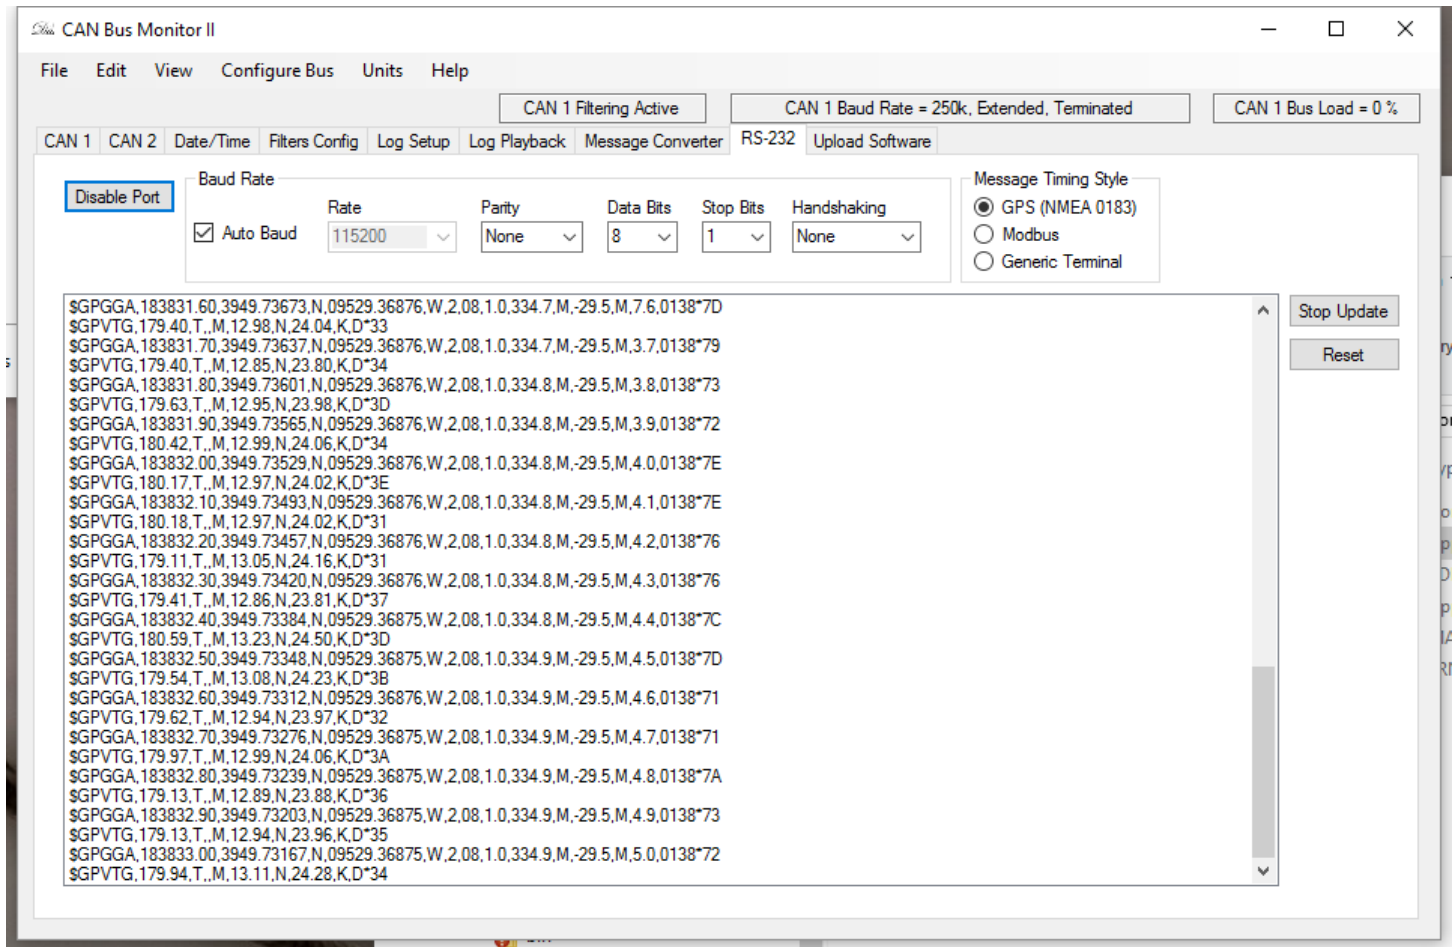 CAN Bus Monitor II
File Edit View Configure Bus Units Help
CAN 1 Filtering Active CAN 1 Baud Rate = 250k, Extended, Terminated CAN 1 Bus Load = 0 %
CAN 1 CAN 2 Date/Time Filters Config Log Setup Log Playback Message Converter RS-232 Upload Software
Disable Port
Baud Rate
Auto Baud
Rate Parity Data Bits Stop Bits Handshaking
115200 None 8 1 None
Message Timing Style
GPS (NMEA 0183)
Modbus
Generic Terminal
$GPGGA,183831.60,3949.73673,N,09529.36876,W,2,08,1.0,334.7,M,-29.5,M,7.6,0138*7D
$GPVTG,179.40,T,,M,12.98,N,24.04,K,D*33
$GPGGA,183831.70,3949.73637,N,09529.36876,W,2,08,1.0,334.7,M,-29.5,M,3.7,0138*79
$GPVTG,179.40,T,,M,12.85,N,23.80,K,D*34
$GPGGA,183831.80,3949.73601,N,09529.36876,W,2,08,1.0,334.8,M,-29.5,M,3.8,0138*73
$GPVTG,179.63,T,,M,12.95,N,23.98,K,D*3D
$GPGGA,183831.90,3949.73565,N,09529.36876,W,2,08,1.0,334.8,M,-29.5,M,3.9,0138*72
$GPVTG,180.42,T,,M,12.99,N,24.06,K,D*34
$GPGGA,183832.00,3949.73529,N,09529.36876,W,2,08,1.0,334.8,M,-29.5,M,4.0,0138*7E
$GPVTG,180.17,T,,M,12.97,N,24.02,K,D*3E
$GPGGA,183832.10,3949.73493,N,09529.36876,W,2,08,1.0,334.8,M,-29.5,M,4.1,0138*7E
$GPVTG,180.18,T,,M,12.97,N,24.02,K,D*31
$GPGGA,183832.20,3949.73457,N,09529.36876,W,2,08,1.0,334.8,M,-29.5,M,4.2,0138*76
$GPVTG,179.11,T,,M,13.05,N,24.16,K,D*31
$GPGGA,183832.30,3949.73420,N,09529.36876,W,2,08,1.0,334.8,M,-29.5,M,4.3,0138*76
$GPVTG,179.41,T,,M,12.86,N,23.81,K,D*37
$GPGGA,183832.40,3949.73384,N,09529.36875,W,2,08,1.0,334.8,M,-29.5,M,4.4,0138*7C
$GPVTG,180.59,T,,M,13.23,N,24.50,K,D*3D
$GPGGA,183832.50,3949.73348,N,09529.36875,W,2,08,1.0,334.9,M,-29.5,M,4.5,0138*7D
$GPVTG,179.54,T,,M,13.08,N,24.23,K,D*3B
$GPGGA,183832.60,3949.73312,N,09529.36876,W,2,08,1.0,334.9,M,-29.5,M,4.6,0138*71
$GPVTG,179.62,T,,M,12.94,N,23.97,K,D*32
$GPGGA,183832.70,3949.73276,N,09529.36875,W,2,08,1.0,334.9,M,-29.5,M,4.7,0138*71
$GPVTG,179.97,T,,M,12.99,N,24.06,K,D*3A
$GPGGA,183832.80,3949.73239,N,09529.36875,W,2,08,1.0,334.9,M,-29.5,M,4.8,0138*7A
$GPVTG,179.13,T,,M,12.89,N,23.88,K,D*36
$GPGGA,183832.90,3949.73203,N,09529.36875,W,2,08,1.0,334.9,M,-29.5,M,4.9,0138*73
$GPVTG,179.13,T,,M,12.94,N,23.96,K,D*35
$GPGGA,183833.00,3949.73167,N,09529.36875,W,2,08,1.0,334.9,M,-29.5,M,5.0,0138*72
$GPVTG,179.94,T,,M,13.11,N,24.28,K,D*34
Stop Update
Reset